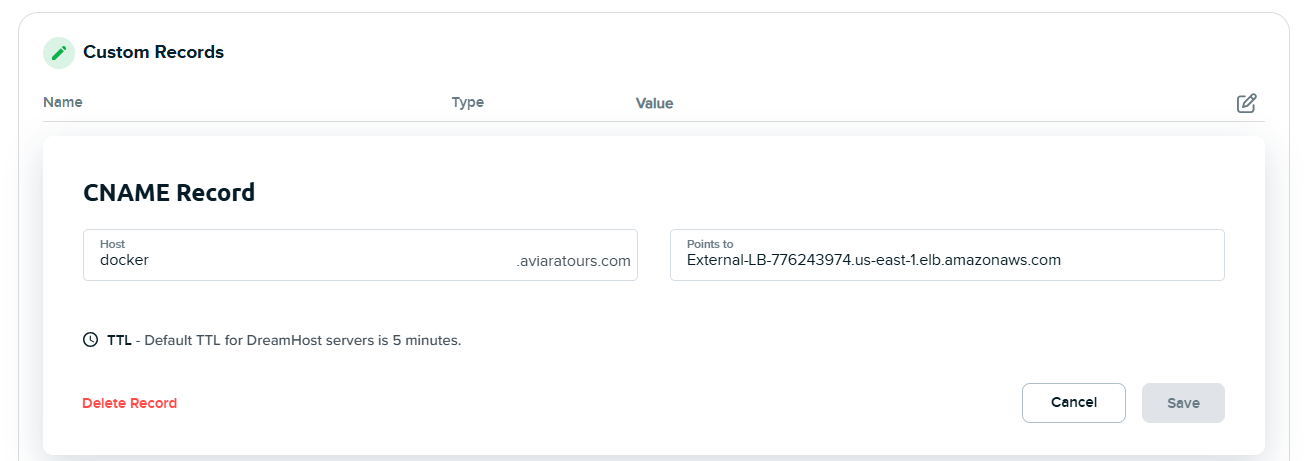 Custom Records
Name Type Value
CNAME Record
Host Points to
docker .aviaratours.com External-LB-776243974.us-east-1.elb.amazonaws.com
TTL - Default TTL for DreamHost servers is 5 minutes.
Delete Record Cancel Save